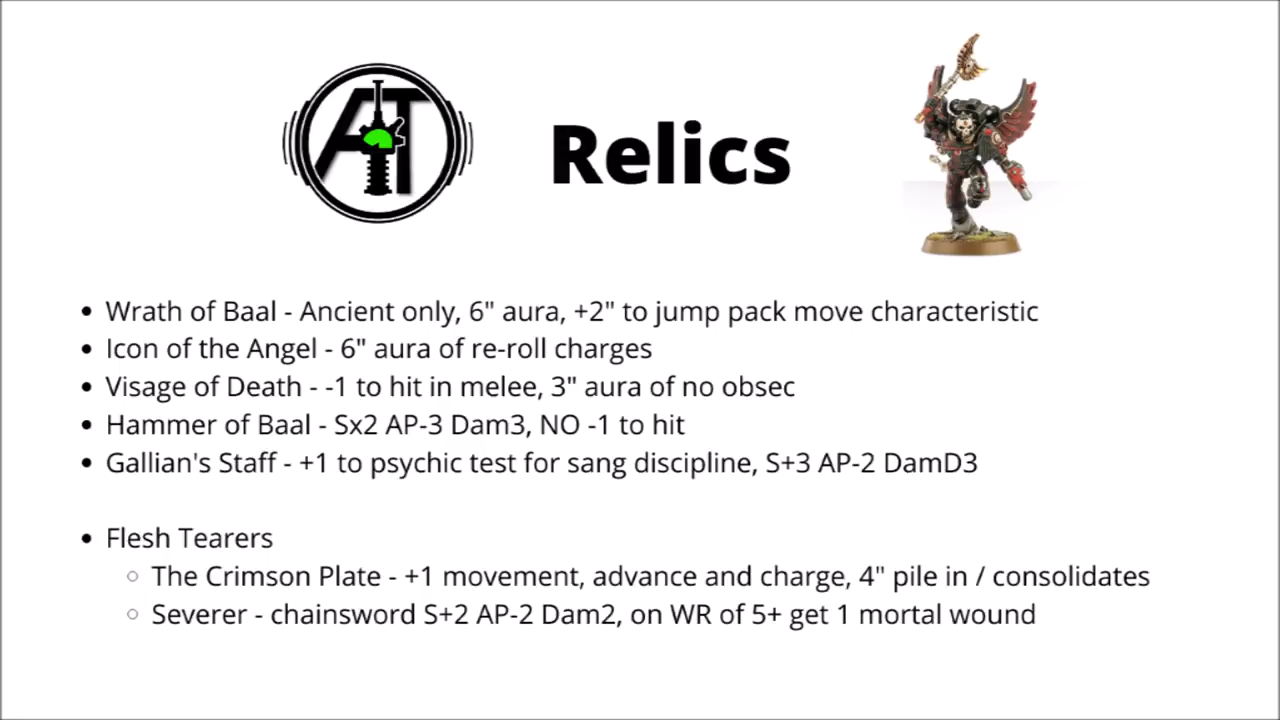 AT
Relics
Wrath of Baal - Ancient only, 6" aura, +2" to jump pack move characteristic
Icon of the Angel - 6" aura of re-roll charges
Visage of Death - -1 to hit in melee, 3" aura of no obsec
Hammer of Baal - Sx2 AP-3 Dam3, NO -1 to hit
Gallian's Staff - +1 to psychic test for sang discipline, S+3 AP-2 DamD3
Flesh Tearers
The Crimson Plate - +1 movement, advance and charge, 4" pile in / consolidates
Severer - chainsword S+2 AP-2 Dam2, on WR of 5+ get 1 mortal wound